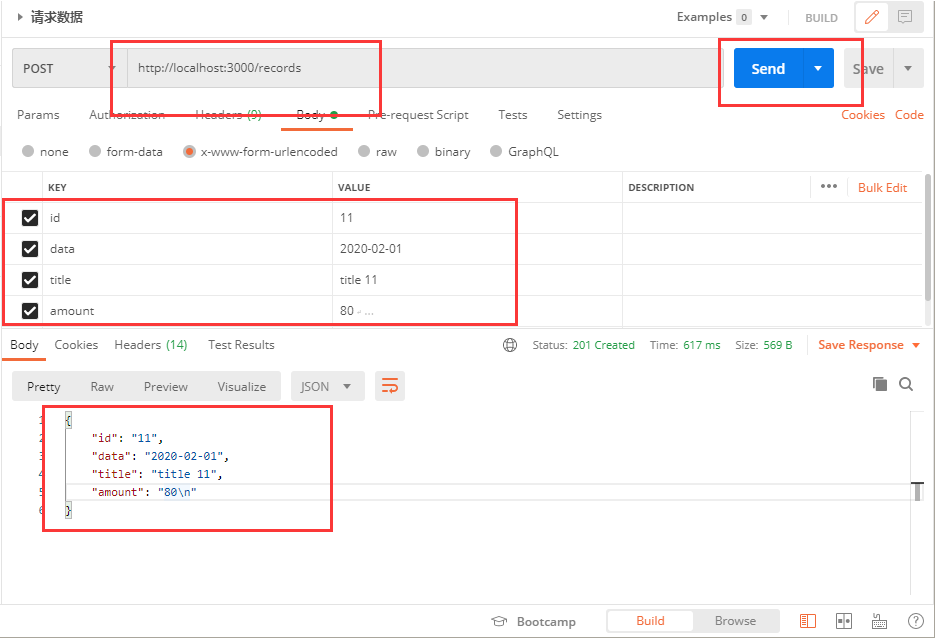 请求数据 Examples 0 BUILD
POST http://localhost:3000/records Send Save
Params Authorization Headers (9) Body Pre-request Script Tests Settings Cookies Code
none form-data x-www-form-urlencoded raw binary GraphQL
KEY VALUE DESCRIPTION ••• Bulk Edit
id 11
data 2020-02-01
title title 11
amount 80 - ...
Body Cookies Headers (14) Test Results Status: 201 Created Time: 617 ms Size: 569 B Save Response
Pretty Raw Preview Visualize JSON
1 {
2 "id": "11",
3 "data": "2020-02-01",
4 "title": "title 11",
5 "amount": "80\n"
6 }
Bootcamp Build Browse ?